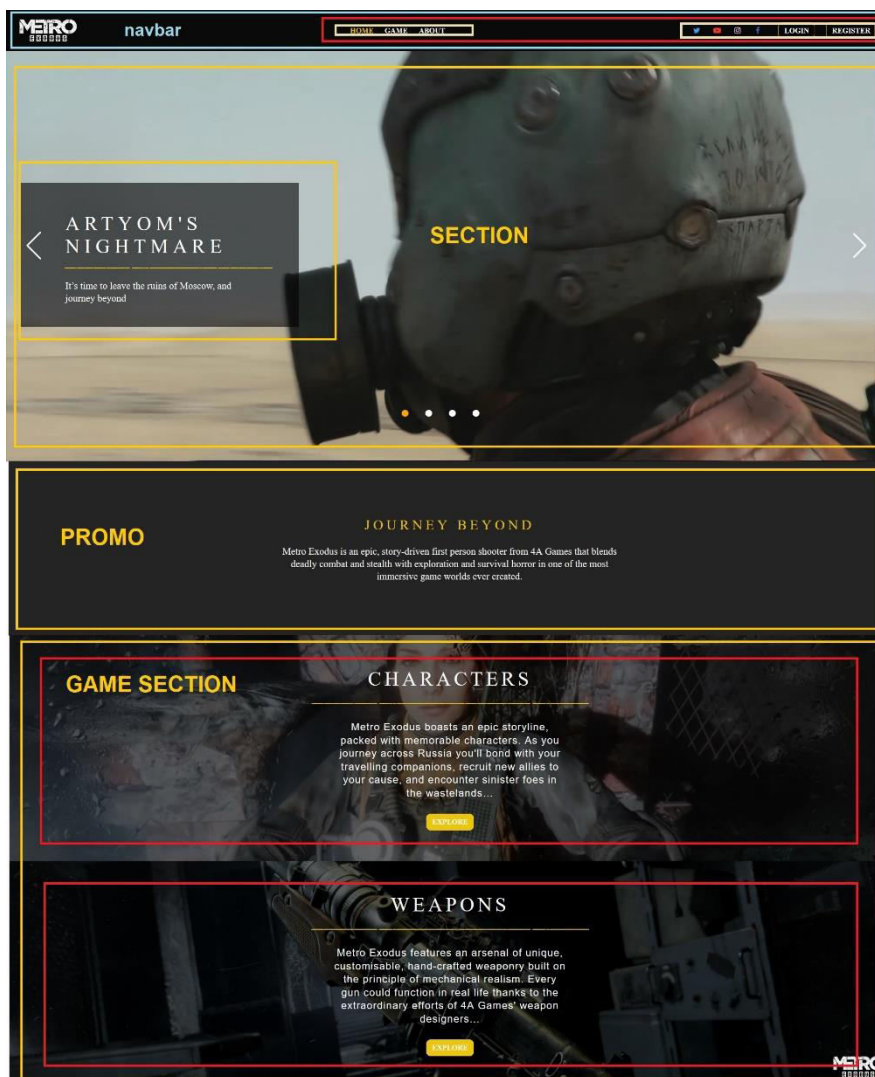 METRO
EXODUS
navbar
HOME GAME ABOUT
LOGIN REGISTER
ARTYOM'S
NIGHTMARE
It's time to leave the ruins of Moscow, and
journey beyond
SECTION
PROMO
JOURNEY BEYOND
Metro Exodus is an epic, story-driven first person shooter from 4A Games that blends
deadly combat and stealth with exploration and survival horror in one of the most
immersive game worlds ever created.
GAME SECTION
CHARACTERS
Metro Exodus boasts an epic storyline,
packed with memorable characters. As you
journey across Russia you'll bond with your
travelling companions, recruit new allies to
your cause, and encounter sinister foes in
the wastelands...
EXPLORE
WEAPONS
Metro Exodus features an arsenal of unique,
customisable, hand-crafted weaponry built on
the principle of mechanical realism. Every
gun could function in real life thanks to the
extraordinary efforts of 4A Games' weapon
designers...
EXPLORE
METRO
EXODUS